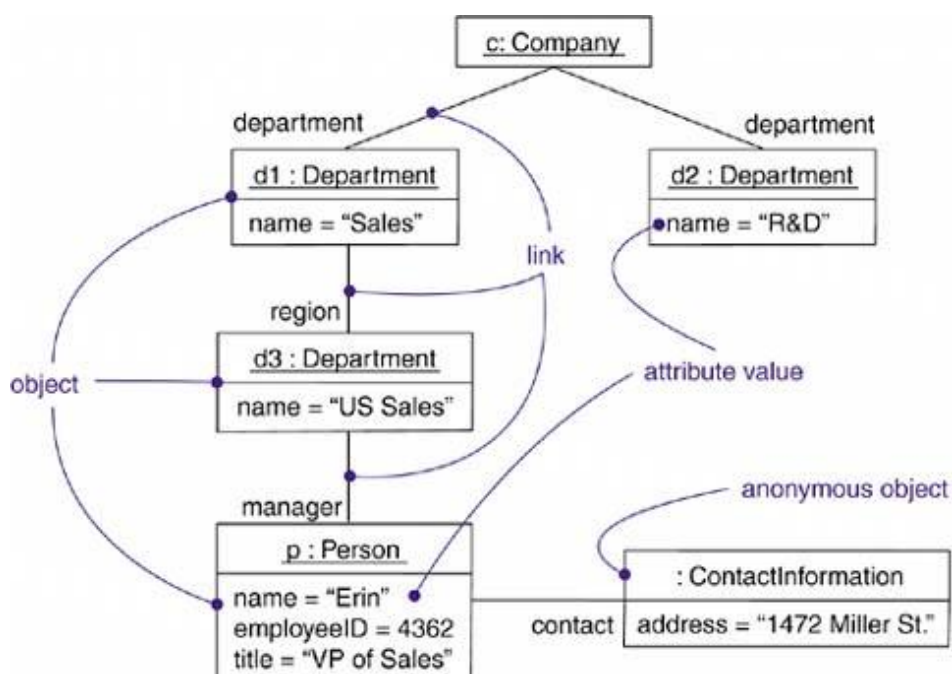 c: Company
department
department
d1 : Department
name = “Sales”
d2 : Department
name = “R&D”
link
region
d3 : Department
name = “US Sales”
object
attribute value
manager
anonymous object
p : Person
name = “Erin”
employeeID = 4362
title = “VP of Sales”
: ContactInformation
contact
address = “1472 Miller St.”